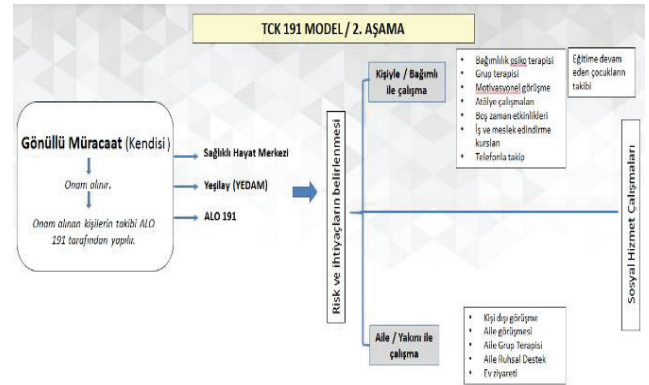 TCK 191 MODEL / 2. AŞAMA
Gönüllü Müracaat (Kendisi)
Onam alınır.
Onam alınan kişilerin takibi ALO
191 tarafından yapılır.
Sağlıklı Hayat Merkezi
Yeşilay (YEDAM)
ALO 191
Risk ve ihtiyaçların belirlenmesi
Kişiyle / Bağımlı
ile çalışma
• Bağımlılık psiko terapisi
• Grup terapisi
• Motivasyonel görüşme
• Atölye çalışmaları
• Boş zaman etkinlikleri
• İş ve meslek edindirme
kursları
• Telefonla takip
Eğitime devam
eden çocukların
takibi
Aile / Yakını ile
çalışma
• Kişi dışı görüşme
• Aile görüşmesi
• Aile Grup Terapisi
• Aile Ruhsal Destek
• Ev ziyareti
Sosyal Hizmet Çalışmaları